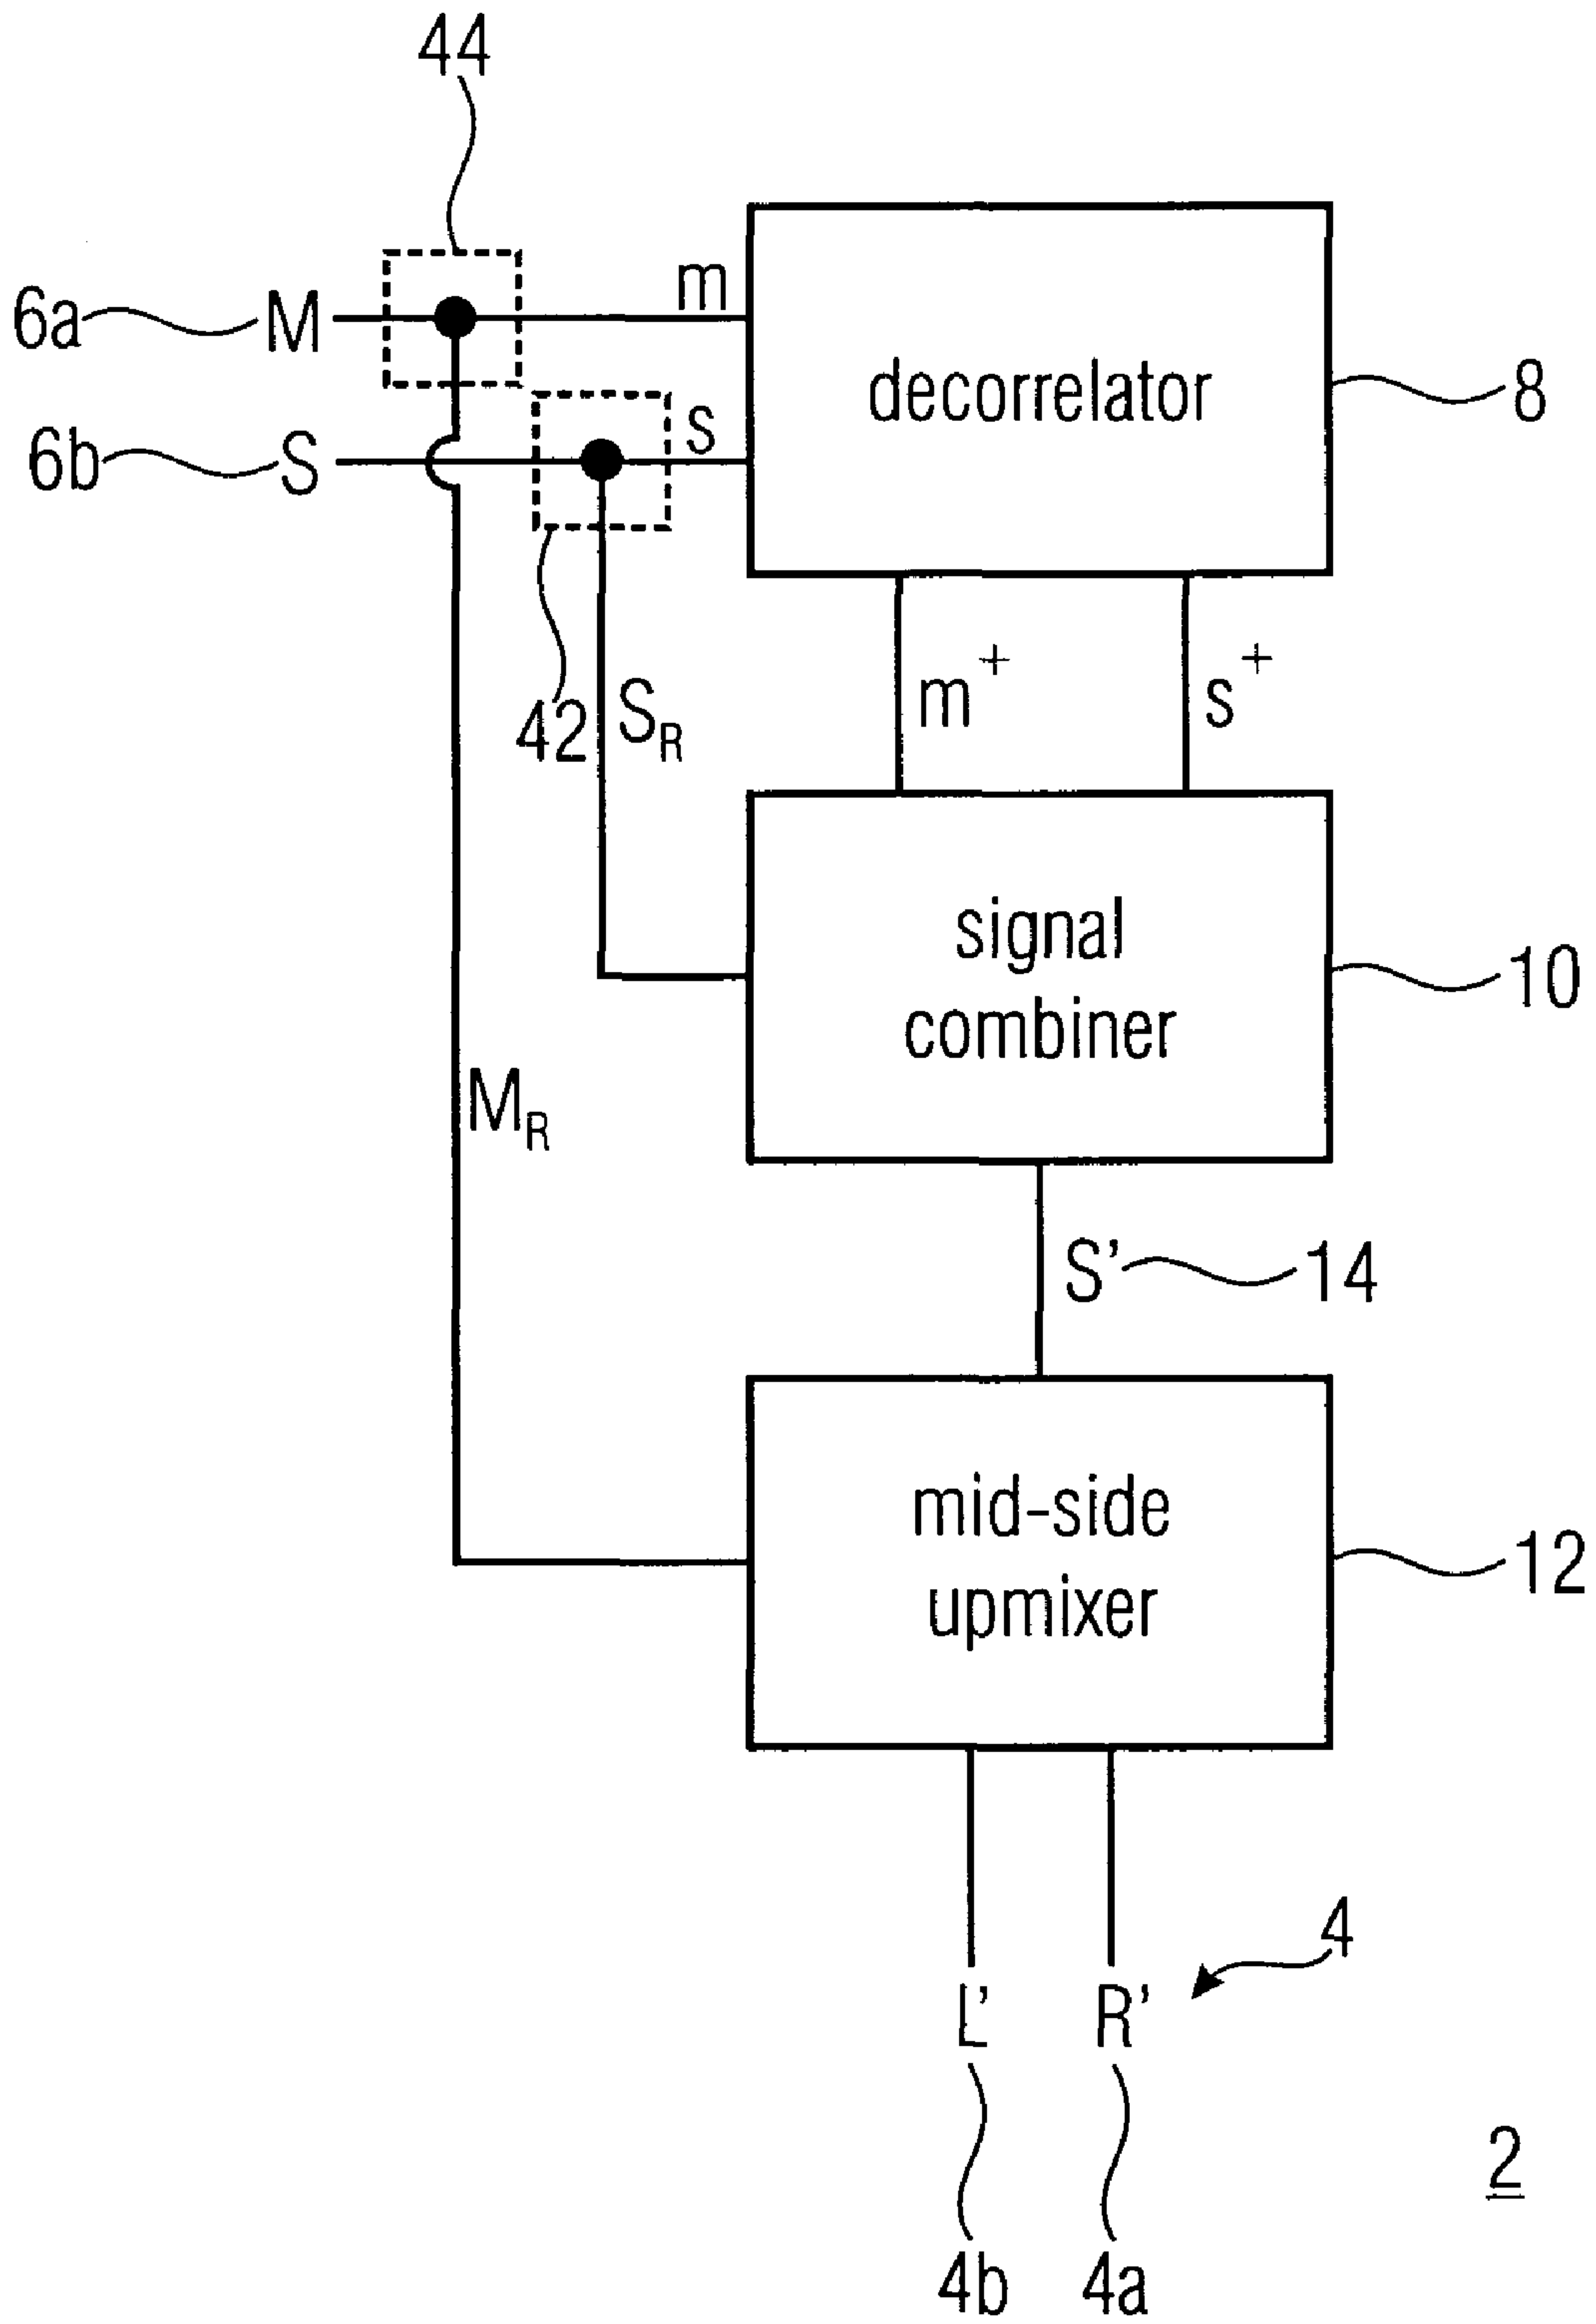 44
6a M m
decorrelator 8
6b S s
42 S_R
m^+ s^+
signal
combiner
10
M_R
S' 14
mid-side
upmixer
12
4
L' R'
2
4b 4a